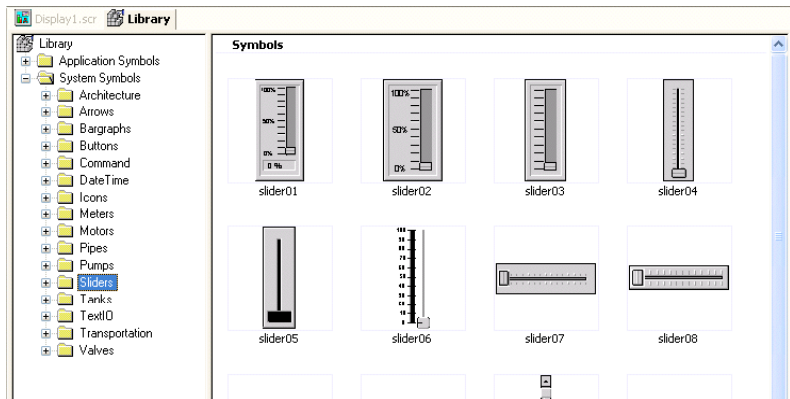 Display1.scr Library
Library
Application Symbols
System Symbols
Architecture
Arrows
Bargraphs
Buttons
Command
DateTime
Icons
Meters
Motors
Pipes
Pumps
Sliders
Tanks
TextIO
Transportation
Valves
Symbols
100%
50%
0%
0 %
slider01
100%
50%
0%
slider02
slider03
slider04
slider05
slider06
slider07
slider08